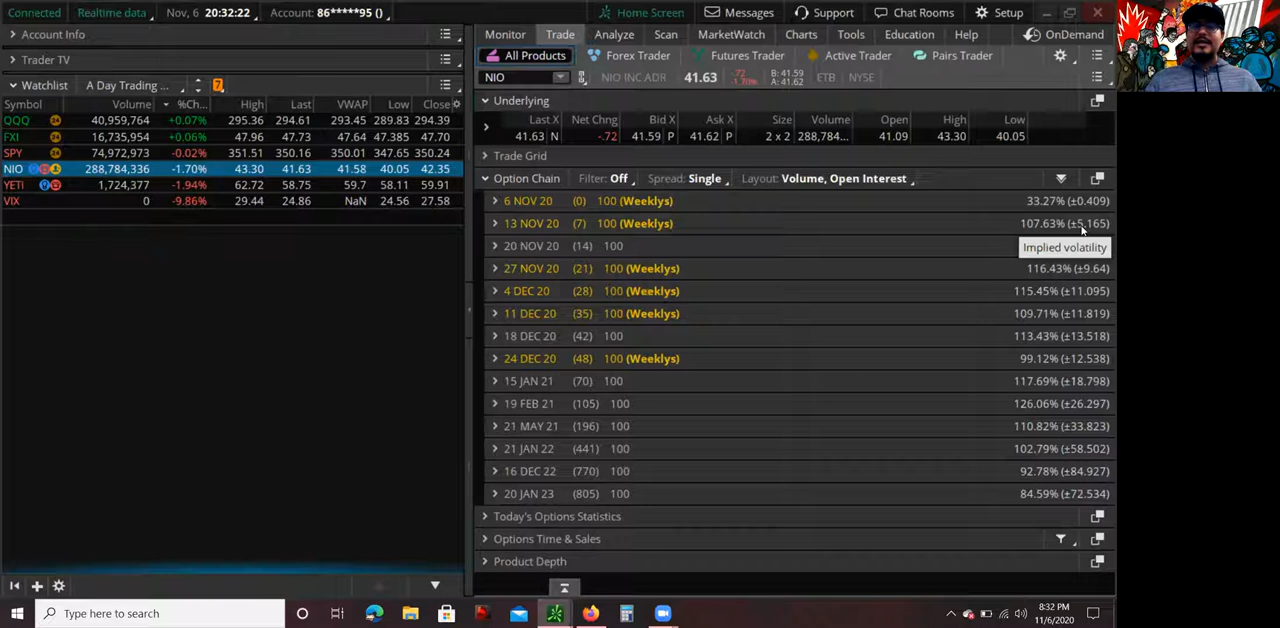 Connected Realtime data Nov, 6 20:32:22 Account: 86*****95 () Home Screen Messages Support Chat Rooms Setup
Account Info
Trader TV
Watchlist A Day Trading ... 7
Symbol Volume %Ch... High Last VWAP Low Close
QQQ 40,959,764 +0.07% 295.36 294.61 293.45 289.83 294.39
FXI 16,735,954 +0.06% 47.96 47.73 47.64 47.385 47.70
SPY 74,972,973 -0.02% 351.51 350.16 350.01 347.65 350.24
NIO 288,784,336 -1.70% 43.30 41.63 41.58 40.05 42.35
YETI 1,724,377 -1.94% 62.72 58.75 59.7 58.11 59.91
VIX 0 -9.86% 29.44 24.86 NaN 24.56 27.58
Monitor Trade Analyze Scan MarketWatch Charts Tools Education Help OnDemand
All Products Forex Trader Futures Trader Active Trader Pairs Trader
NIO NIO INC ADR 41.63 -.72 -1.70% B: 41.59 A: 41.62 ETB NYSE
Underlying
Last X Net Chng Bid X Ask X Size Volume Open High Low
41.63 N -.72 41.59 P 41.62 P 2 x 2 288,784... 41.09 43.30 40.05
Trade Grid
Option Chain Filter: Off Spread: Single Layout: Volume, Open Interest
6 NOV 20 (0) 100 (Weeklys) 33.27% (±0.409)
13 NOV 20 (7) 100 (Weeklys) 107.63% (±5.165)
20 NOV 20 (14) 100 Implied volatility
27 NOV 20 (21) 100 (Weeklys) 116.43% (±9.64)
4 DEC 20 (28) 100 (Weeklys) 115.45% (±11.095)
11 DEC 20 (35) 100 (Weeklys) 109.71% (±11.819)
18 DEC 20 (42) 100 113.43% (±13.518)
24 DEC 20 (48) 100 (Weeklys) 99.12% (±12.538)
15 JAN 21 (70) 100 117.69% (±18.798)
19 FEB 21 (105) 100 126.06% (±26.297)
21 MAY 21 (196) 100 110.82% (±33.823)
21 JAN 22 (441) 100 102.79% (±58.502)
16 DEC 22 (770) 100 92.78% (±84.927)
20 JAN 23 (805) 100 84.59% (±72.534)
Today's Options Statistics
Options Time & Sales
Product Depth
Type here to search
8:32 PM
11/6/2020